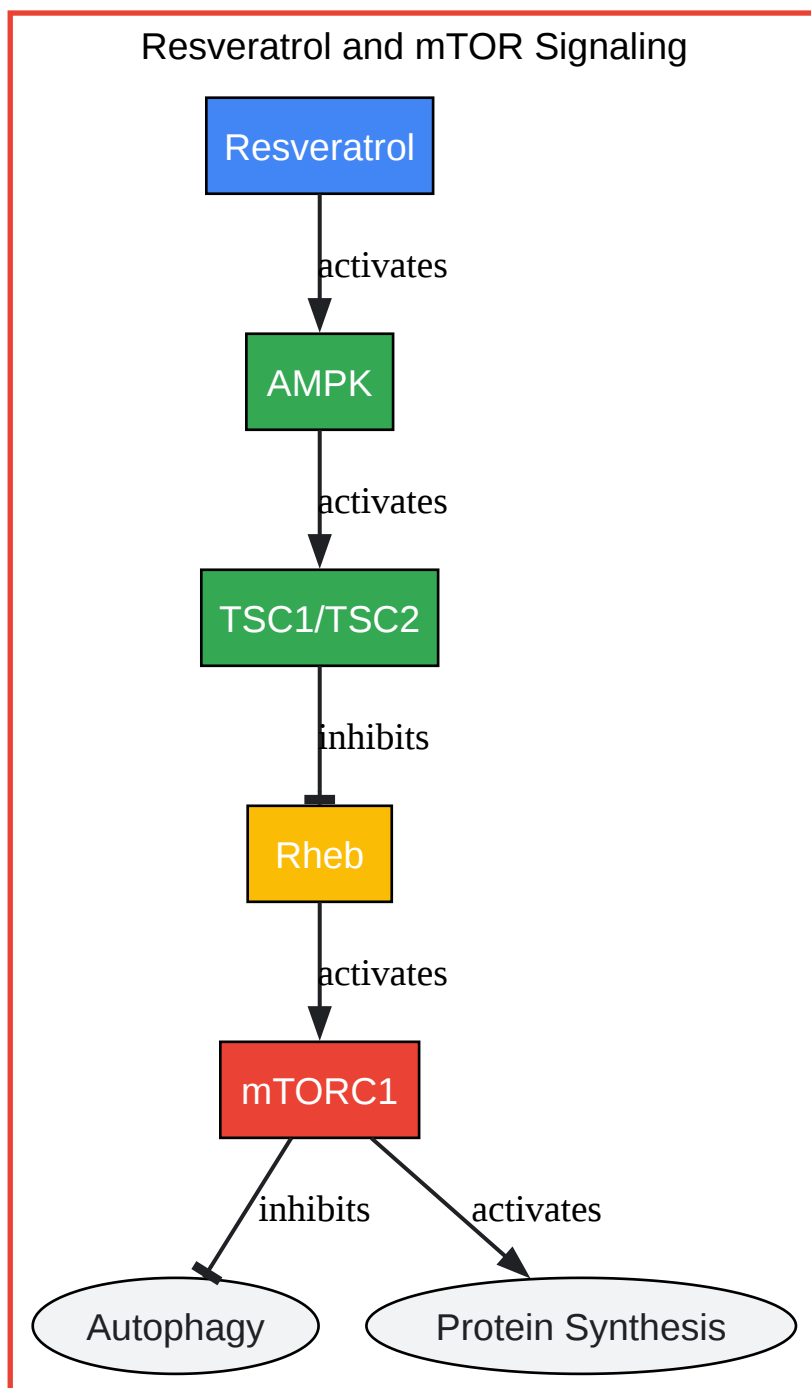 Resveratrol and mTOR Signaling
Resveratrol
activates
AMPK
activates
TSC1/TSC2
inhibits
Rheb
activates
mTORC1
inhibits
activates
Autophagy
Protein Synthesis